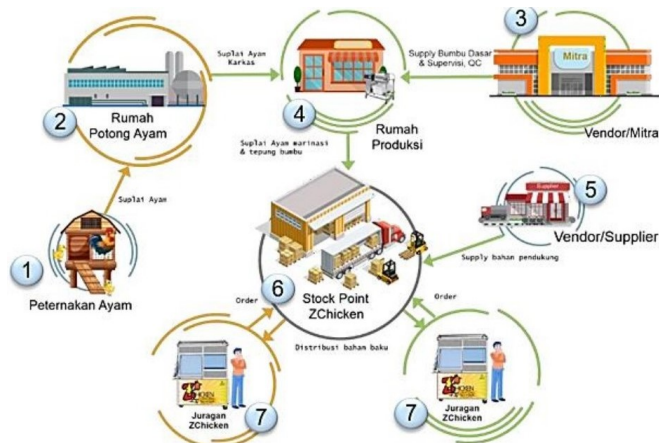 Suplai Ayam
Karkas
Supply Bumbu Dasar
& Supervisi, QC
3
Mitra
Vendor/Mitra
2
Rumah
Potong Ayam
4
Rumah
Produksi
Suplai Ayam marinasi
& tepung bumbu
Suplai Ayam
1
Peternakan Ayam
Supplier
5
Vendor/Supplier
Supply bahan pendukung
6
Stock Point
ZChicken
Order
Order
Distribusi baham baku
7
Juragan
ZChicken
7
Juragan
ZChicken